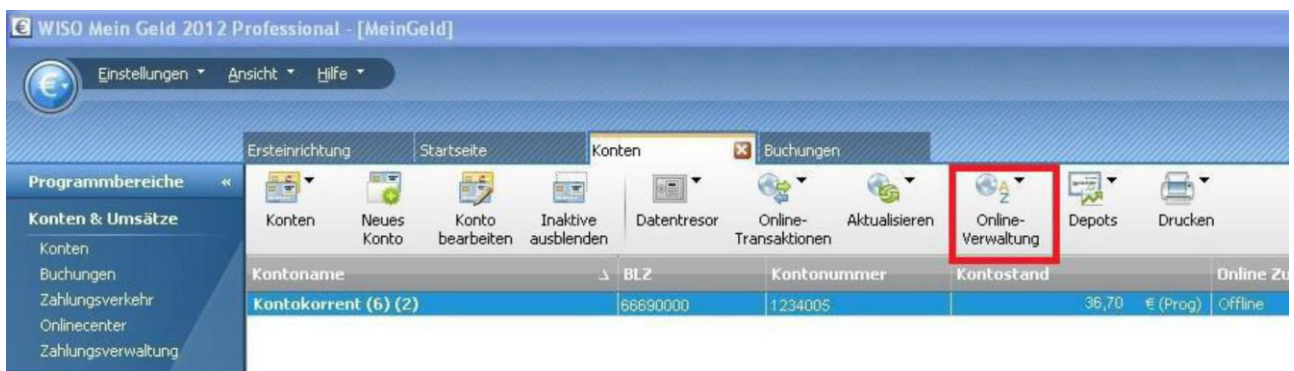 WISO Mein Geld 2012 Professional - [MeinGeld]
Einstellungen Ansicht Hilfe
Ersteinrichtung Startseite Konten Buchungen
Programmbereiche «
Konten & Umsätze
Konten
Buchungen
Zahlungsverkehr
Onlinecenter
Zahlungsverwaltung
Konten
Neues
Konto
Konto
bearbeiten
Inaktive
ausblenden
Datentresor
Online-
Transaktionen
Aktualisieren
Online-
Verwaltung
Depots
Drucken
Kontoname BLZ Kontonummer Kontostand Online Zu
Kontokorrent (6) (2) 66690000 1234005 36,70 € (Prog) Offline